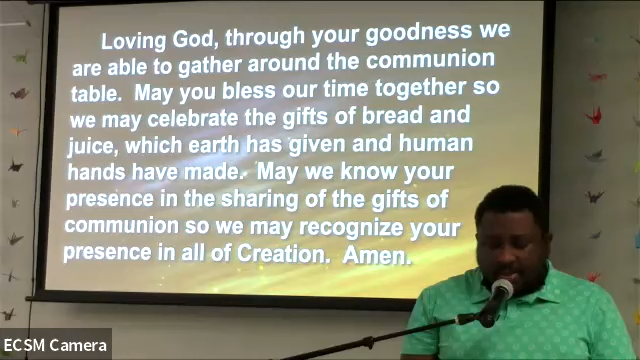 Loving God, through your goodness we
are able to gather around the communion
table.  May you bless our time together so
we may celebrate the gifts of bread and
juice, which earth has given and human
hands have made.  May we know your
presence in the sharing of the gifts of
communion so we may recognize your
presence in all of Creation.  Amen.
ECSM Camera